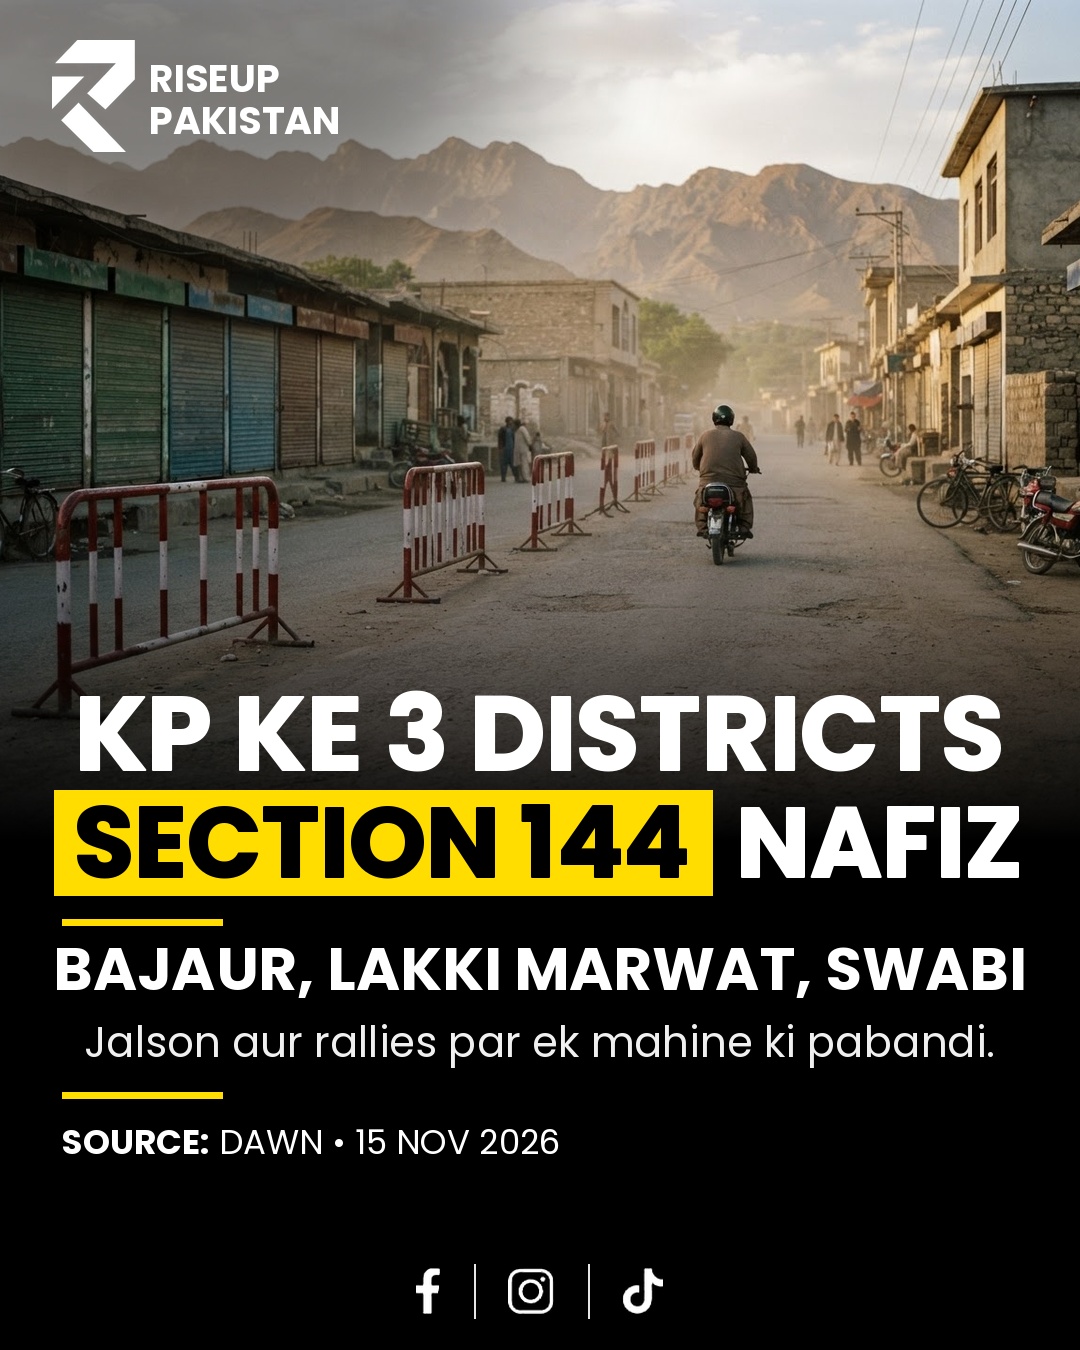 RISEUP
PAKISTAN
KP KE 3 DISTRICTS
SECTION 144 NAFIZ
BAJAUR, LAKKI MARWAT, SWABI
Jalson aur rallies par ek mahine ki pabandi.
SOURCE: DAWN • 15 NOV 2026